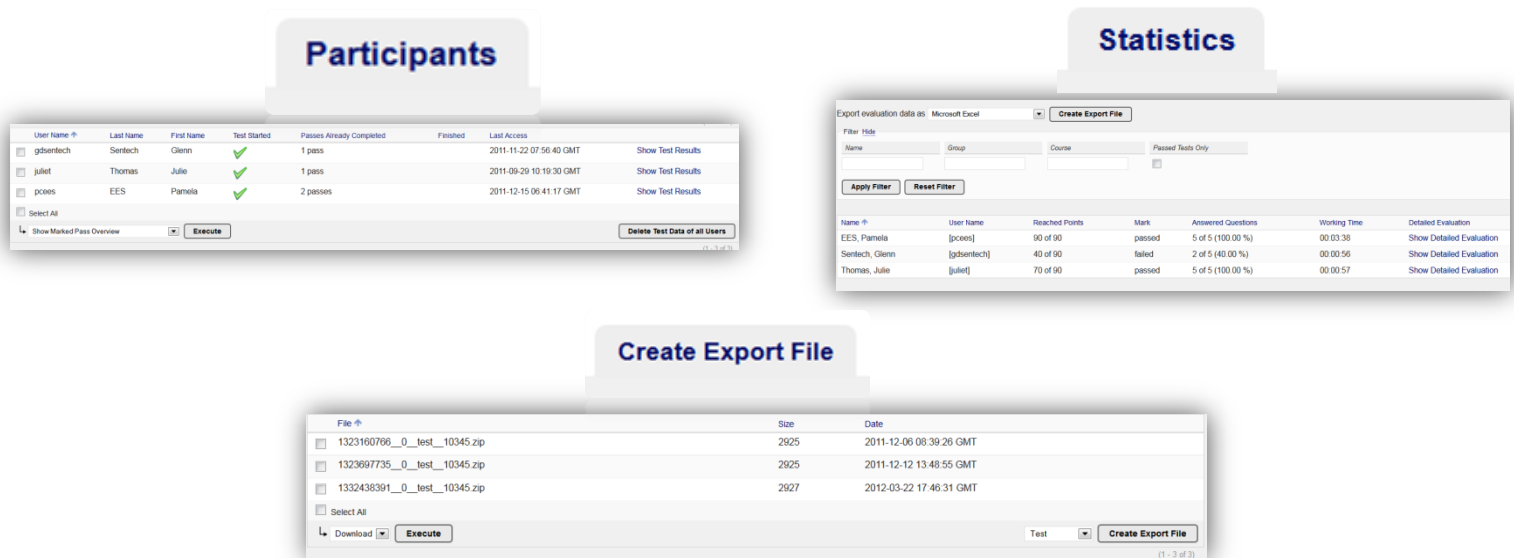 Participants
User Name Last Name First Name Test Started Passes Already Completed Finished Last Access
gdsentech Sentech Glenn 1 pass 2011-11-22 07:56:40 GMT Show Test Results
juliet Thomas Julie 1 pass 2011-09-29 10:19:30 GMT Show Test Results
pcees EES Pamela 2 passes 2011-12-15 06:41:17 GMT Show Test Results
Select All
Show Marked Pass Overview Execute Delete Test Data of all Users
(1 - 3 of 3)
Statistics
Export evaluation data as Microsoft Excel Create Export File
Filter Hide
Name Group Course Passed Tests Only
Apply Filter Reset Filter
Name User Name Reached Points Mark Answered Questions Working Time Detailed Evaluation
EES, Pamela [pcees] 90 of 90 passed 5 of 5 (100.00 %) 00:03:38 Show Detailed Evaluation
Sentech, Glenn [gdsentech] 40 of 90 failed 2 of 5 (40.00 %) 00:00:56 Show Detailed Evaluation
Thomas, Julie [juliet] 70 of 90 passed 5 of 5 (100.00 %) 00:00:57 Show Detailed Evaluation
Create Export File
File Size Date
1323160766__0__test__10345.zip 2925 2011-12-06 08:39:26 GMT
1323697735__0__test__10345.zip 2925 2011-12-12 13:48:55 GMT
1332438391__0__test__10345.zip 2927 2012-03-22 17:46:31 GMT
Select All
Download Execute Test Create Export File
(1 - 3 of 3)